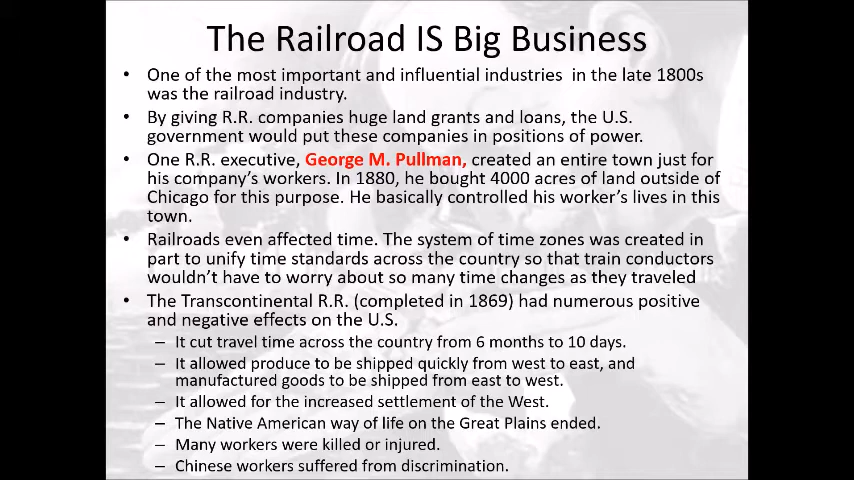 The Railroad IS Big Business
• One of the most important and influential industries in the late 1800s
was the railroad industry.
• By giving R.R. companies huge land grants and loans, the U.S.
government would put these companies in positions of power.
• One R.R. executive, George M. Pullman, created an entire town just for
his company's workers. In 1880, he bought 4000 acres of land outside of
Chicago for this purpose. He basically controlled his worker's lives in this
town.
• Railroads even affected time. The system of time zones was created in
part to unify time standards across the country so that train conductors
wouldn't have to worry about so many time changes as they traveled
• The Transcontinental R.R. (completed in 1869) had numerous positive
and negative effects on the U.S.
– It cut travel time across the country from 6 months to 10 days.
– It allowed produce to be shipped quickly from west to east, and
manufactured goods to be shipped from east to west.
– It allowed for the increased settlement of the West.
– The Native American way of life on the Great Plains ended.
– Many workers were killed or injured.
– Chinese workers suffered from discrimination.